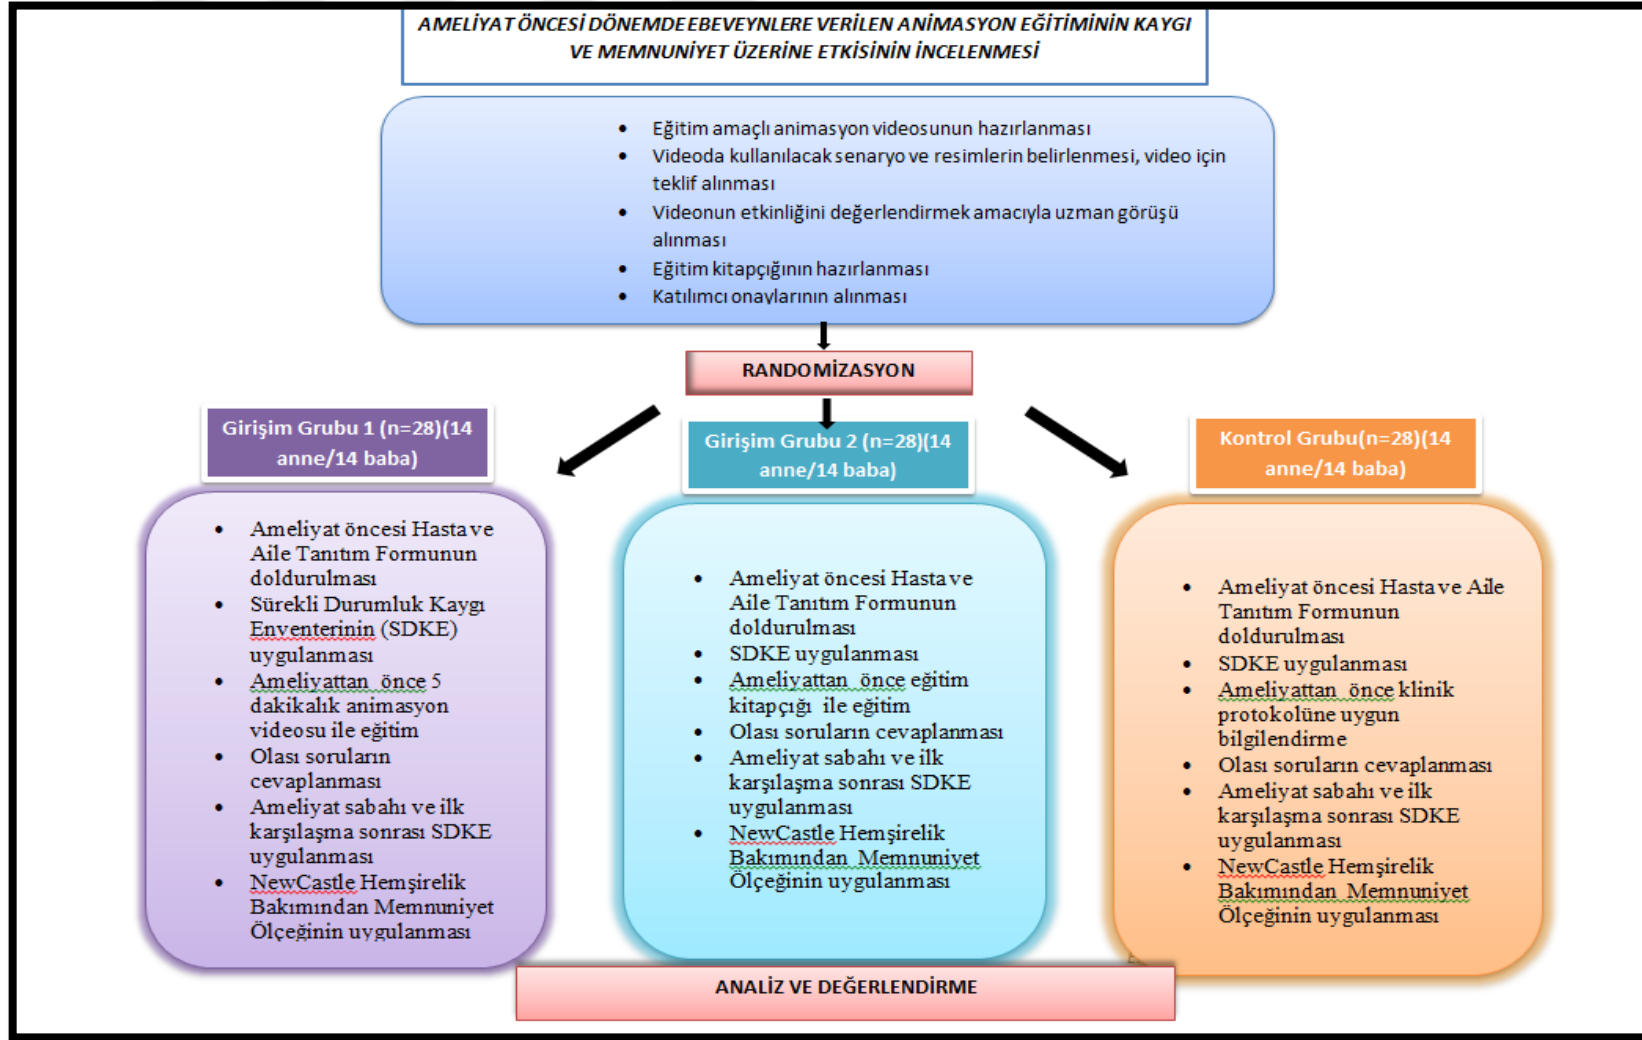 AMELİYAT ÖNCESİ DÖNEMDE EBEVEYNLERE VERİLEN ANİMASYON EĞİTİMİNİN KAYGI
VE MEMNUNİYET ÜZERİNE ETKİSİNİN İNCELENMESİ
• Eğitim amaçlı animasyon videosunun hazırlanması
• Videoda kullanılacak senaryo ve resimlerin belirlenmesi, video için
teklif alınması
• Videonun etkinliğini değerlendirmek amacıyla uzman görüşü
alınması
• Eğitim kitapçığının hazırlanması
• Katılımcı onaylarının alınması
RANDOMİZASYON
Girişim Grubu 1 (n=28)(14
anne/14 baba)
• Ameliyat öncesi Hasta ve
Aile Tanıtım Formunun
doldurulması
• Sürekli Durumluk Kaygı
Enventerinin (SDKE)
uygulanması
• Ameliyattan önce 5
dakikalık animasyon
videosu ile eğitim
• Olası soruların
cevaplanması
• Ameliyat sabahı ve ilk
karşılaşma sonrası SDKE
uygulanması
• NewCastle Hemşirelik
Bakımından Memnuniyet
Ölçeğinin uygulanması
Girişim Grubu 2 (n=28)(14
anne/14 baba)
• Ameliyat öncesi Hasta ve
Aile Tanıtım Formunun
doldurulması
• SDKE uygulanması
• Ameliyattan önce eğitim
kitapçığı ile eğitim
• Olası soruların cevaplanması
• Ameliyat sabahı ve ilk
karşılaşma sonrası SDKE
uygulanması
• NewCastle Hemşirelik
Bakımından Memnuniyet
Ölçeğinin uygulanması
Kontrol Grubu(n=28)(14
anne/14 baba)
• Ameliyat öncesi Hasta ve Aile
Tanıtım Formunun
doldurulması
• SDKE uygulanması
• Ameliyattan önce klinik
protokolüne uygun
bilgilendirme
• Olası soruların cevaplanması
• Ameliyat sabahı ve ilk
karşılaşma sonrası SDKE
uygulanması
• NewCastle Hemşirelik
Bakımından Memnuniyet
Ölçeğinin uygulanması
ANALİZ VE DEĞERLENDİRME